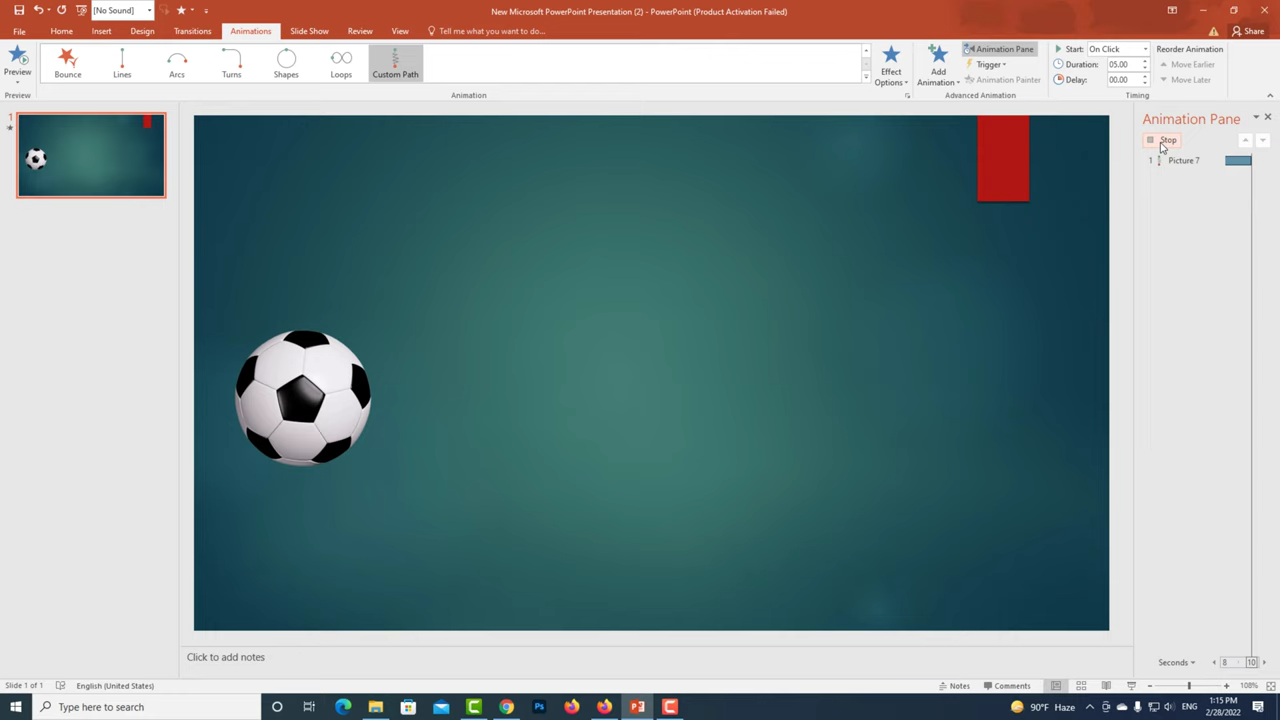 [No Sound]
New Microsoft PowerPoint Presentation (2) - PowerPoint (Product Activation Failed)
File Home Insert Design Transitions Animations Slide Show Review View Tell me what you want to do... Share
Preview Bounce Lines Arcs Turns Shapes Loops Custom Path Effect Options Add Animation Animation Pane Trigger Animation Painter
Start: On Click Reorder Animation
Duration: 05.00 Move Earlier
Delay: 00.00 Move Later
Preview Animation Advanced Animation Timing
1
Animation Pane
Stop
1 Picture 7
Click to add notes
Seconds 8 10
Slide 1 of 1 English (United States) Notes Comments 108%
Type here to search
90°F Haze ENG 1:15 PM
2/28/2022